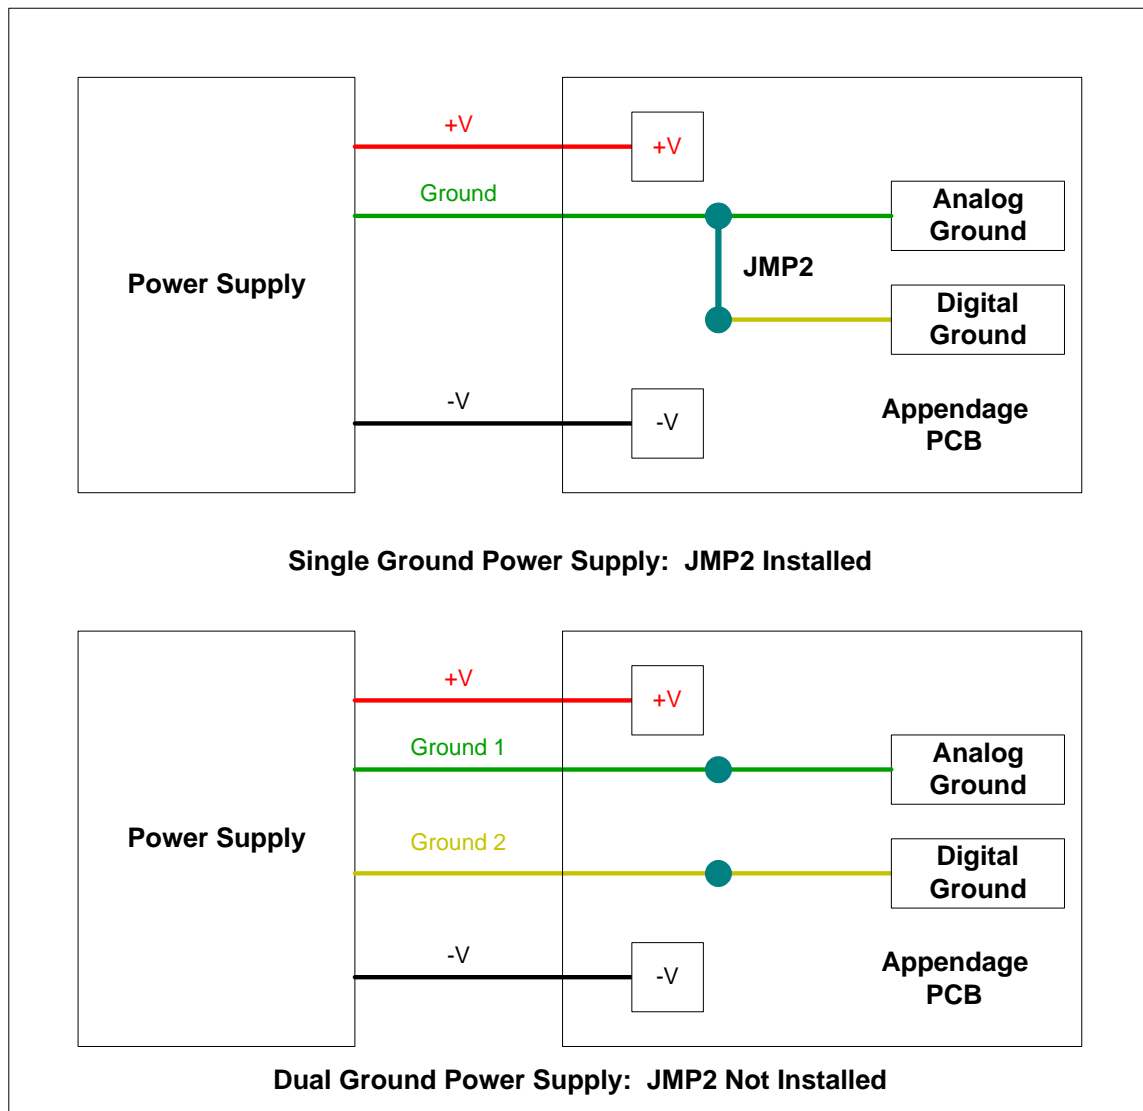 +V
+V
Ground
Analog
Ground
Power Supply
JMP2
Digital
Ground
-V
-V
Appendage
PCB
Single Ground Power Supply:  JMP2 Installed
+V
+V
Ground 1
Analog
Ground
Power Supply
Ground 2
Digital
Ground
-V
-V
Appendage
PCB
Dual Ground Power Supply:  JMP2 Not Installed